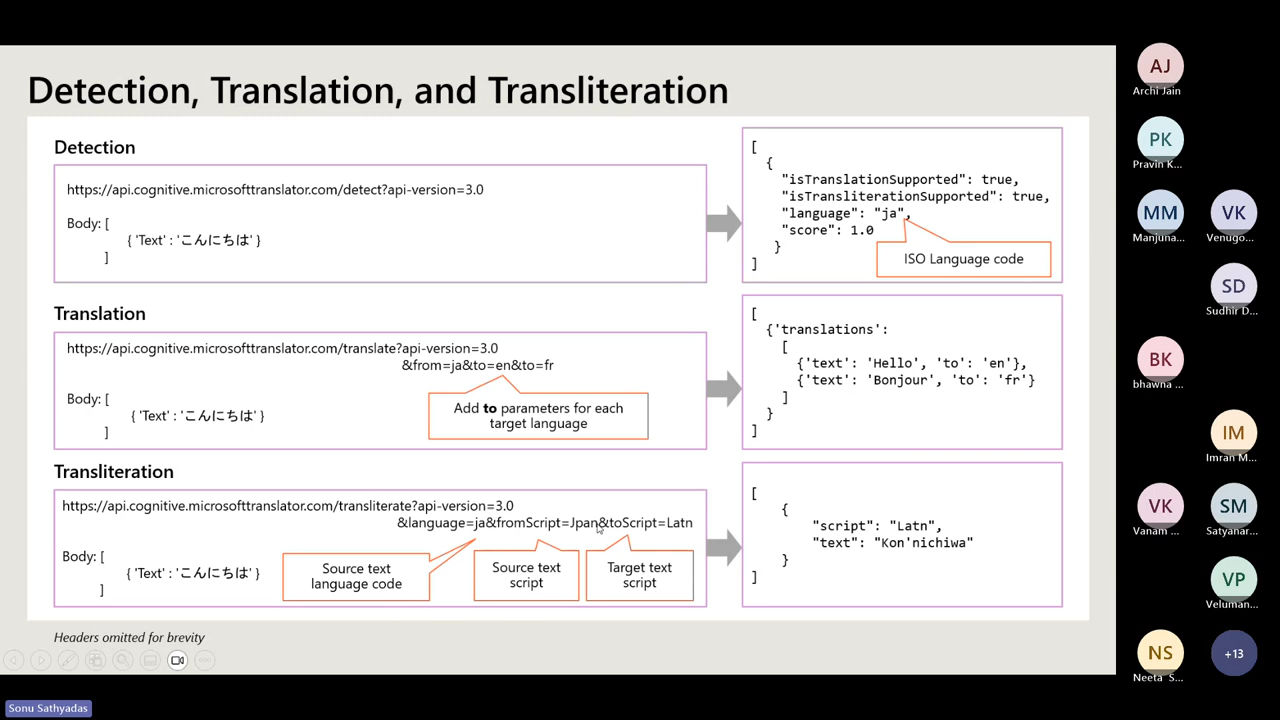 Detection, Translation, and Transliteration
Detection
https://api.cognitive.microsofttranslator.com/detect?api-version=3.0
Body: [
{ 'Text' : 'こんにちは' }
]
[
{
"isTranslationSupported": true,
"isTransliterationSupported": true,
"language": "ja",
"score": 1.0
}
]
ISO Language code
Translation
https://api.cognitive.microsofttranslator.com/translate?api-version=3.0
&from=ja&to=en&to=fr
Body: [
{ 'Text' : 'こんにちは' }
]
Add to parameters for each
target language
[
{'translations':
[
{'text': 'Hello', 'to': 'en'},
{'text': 'Bonjour', 'to': 'fr'}
]
}
]
Transliteration
https://api.cognitive.microsofttranslator.com/transliterate?api-version=3.0
&language=ja&fromScript=Jpan&toScript=Latn
Body: [
{ 'Text' : 'こんにちは' }
]
Source text
language code
Source text
script
Target text
script
[
{
"script": "Latn",
"text": "Kon'nichiwa"
}
]
Headers omitted for brevity
Sonu Sathyadas
AJ
Archi Jain
PK
Pravin K...
MM
Manjuna...
VK
Venugo...
SD
Sudhir D...
BK
bhawna ...
IM
Imran M...
VK
Vanam ...
SM
Satyanar...
VP
Veluman...
NS
Neeta S...
+13